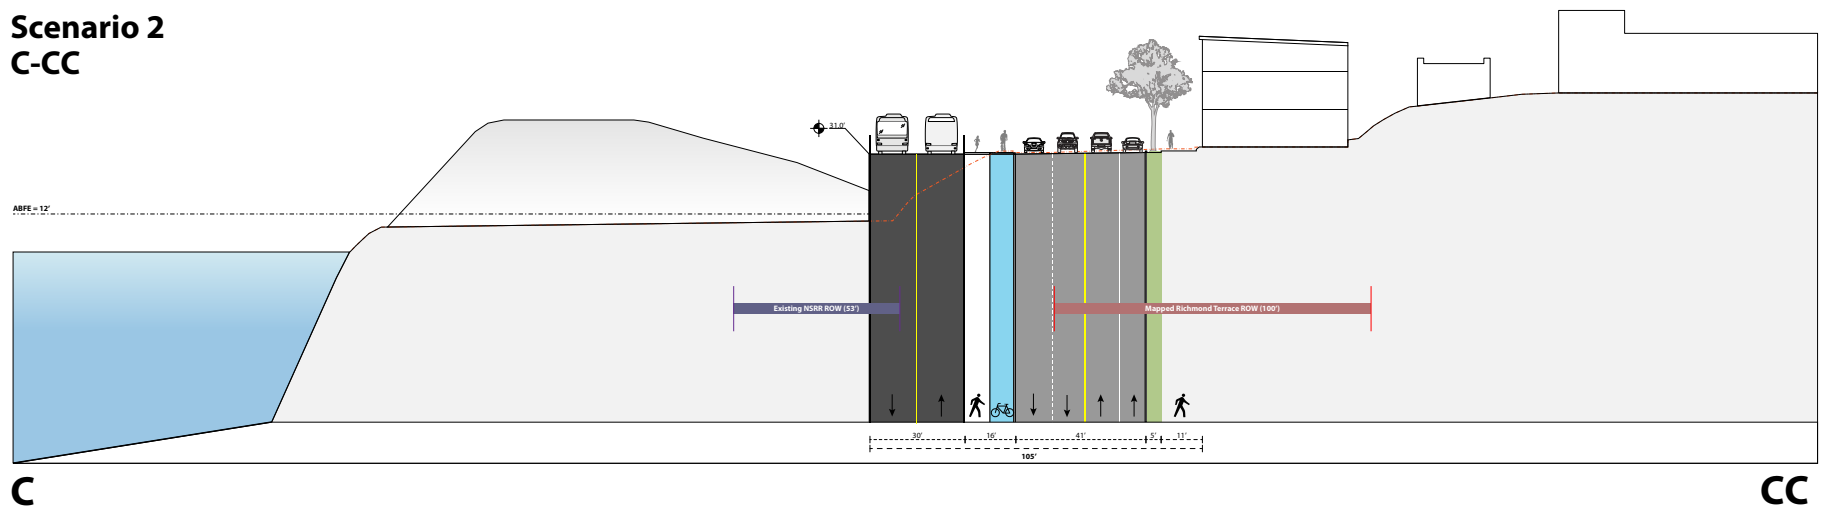 Scenario 2
C-CC
31.0'
ABFE = 12'
Existing NSRR ROW (53')
Mapped Richmond Terrace ROW (100')
30'
16'
41'
5'
11'
105'
C
CC